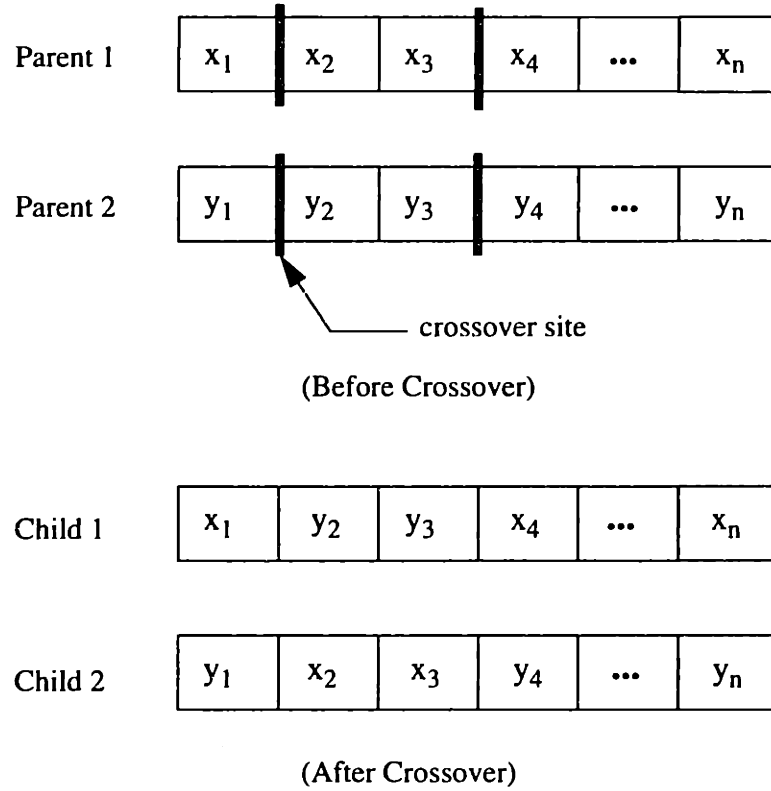 Parent 1 x₁ x₂ x₃ x₄ ... xₙ
Parent 2 y₁ y₂ y₃ y₄ ... yₙ
crossover site
(Before Crossover)
Child 1 x₁ y₂ y₃ x₄ ... xₙ
Child 2 y₁ x₂ x₃ y₄ ... yₙ
(After Crossover)